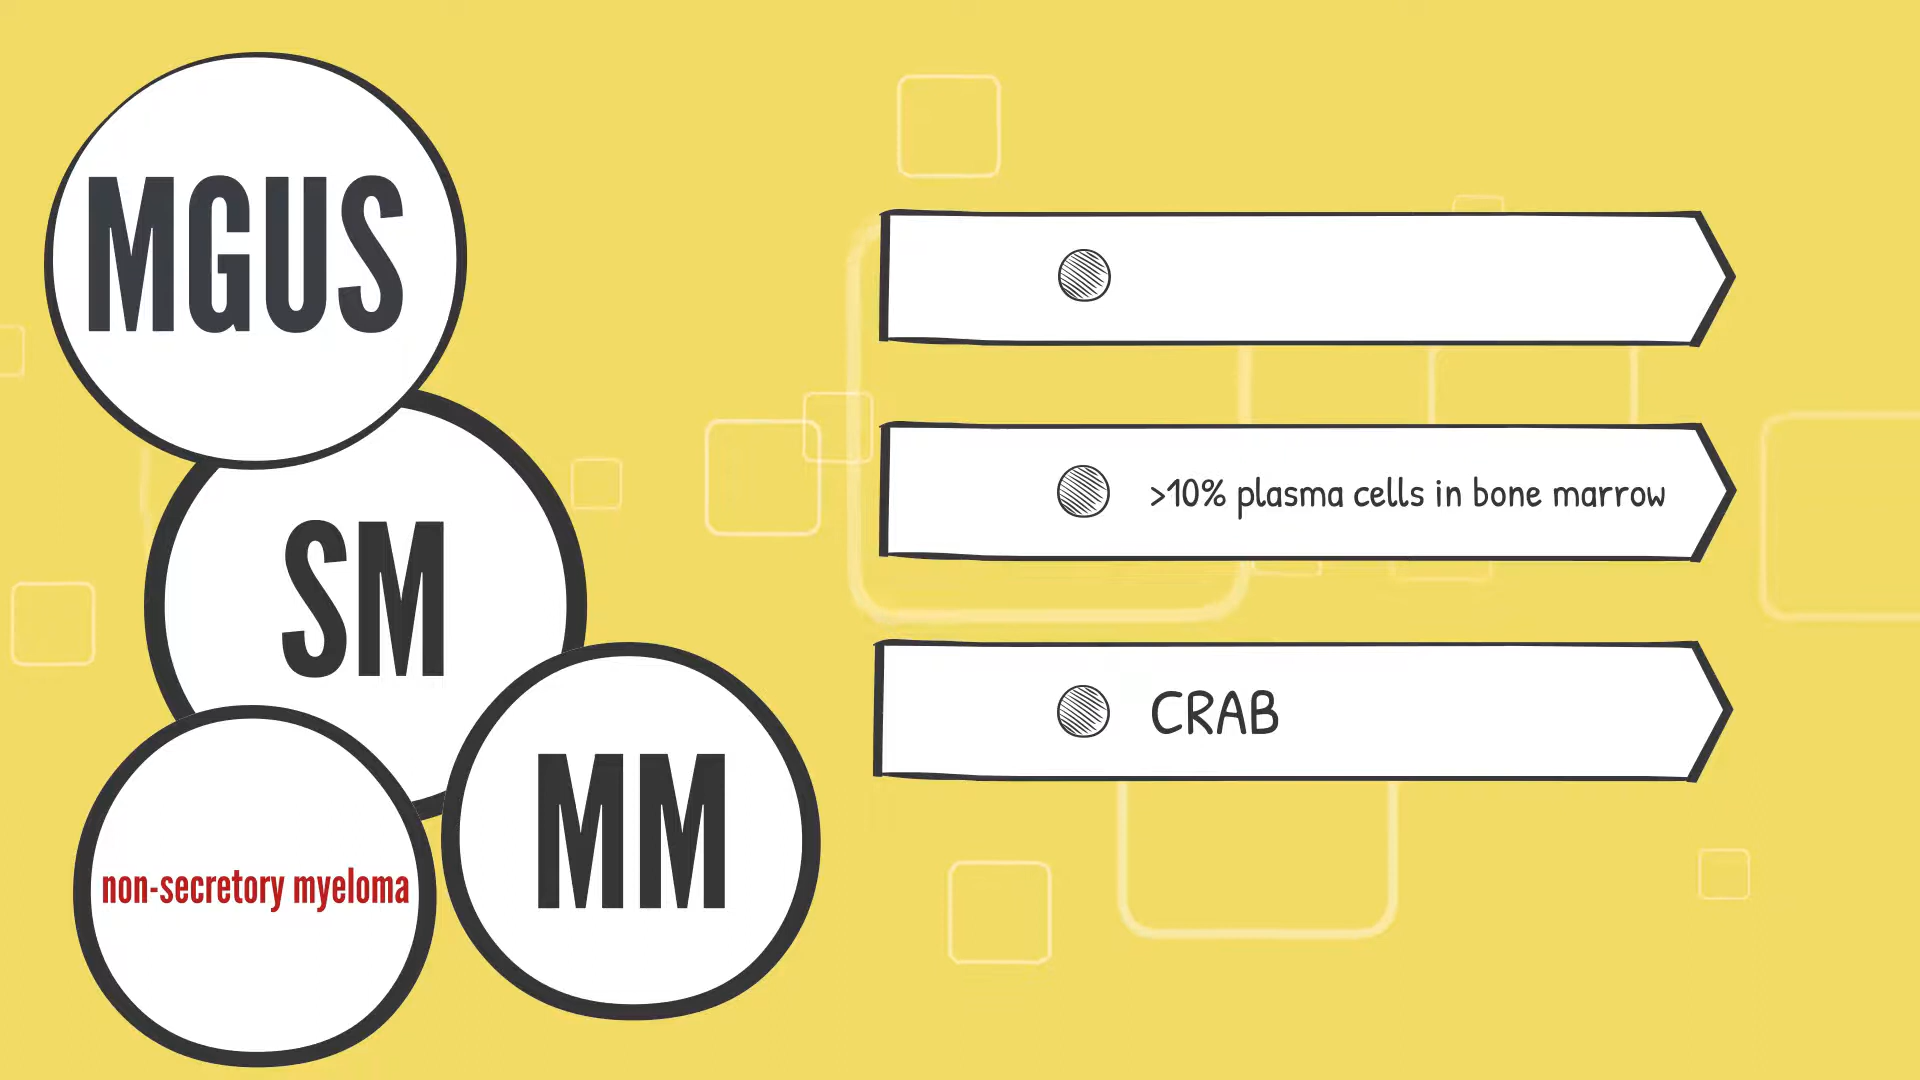 MGUS
SM
MM
non-secretory myeloma
>10% plasma cells in bone marrow
CRAB